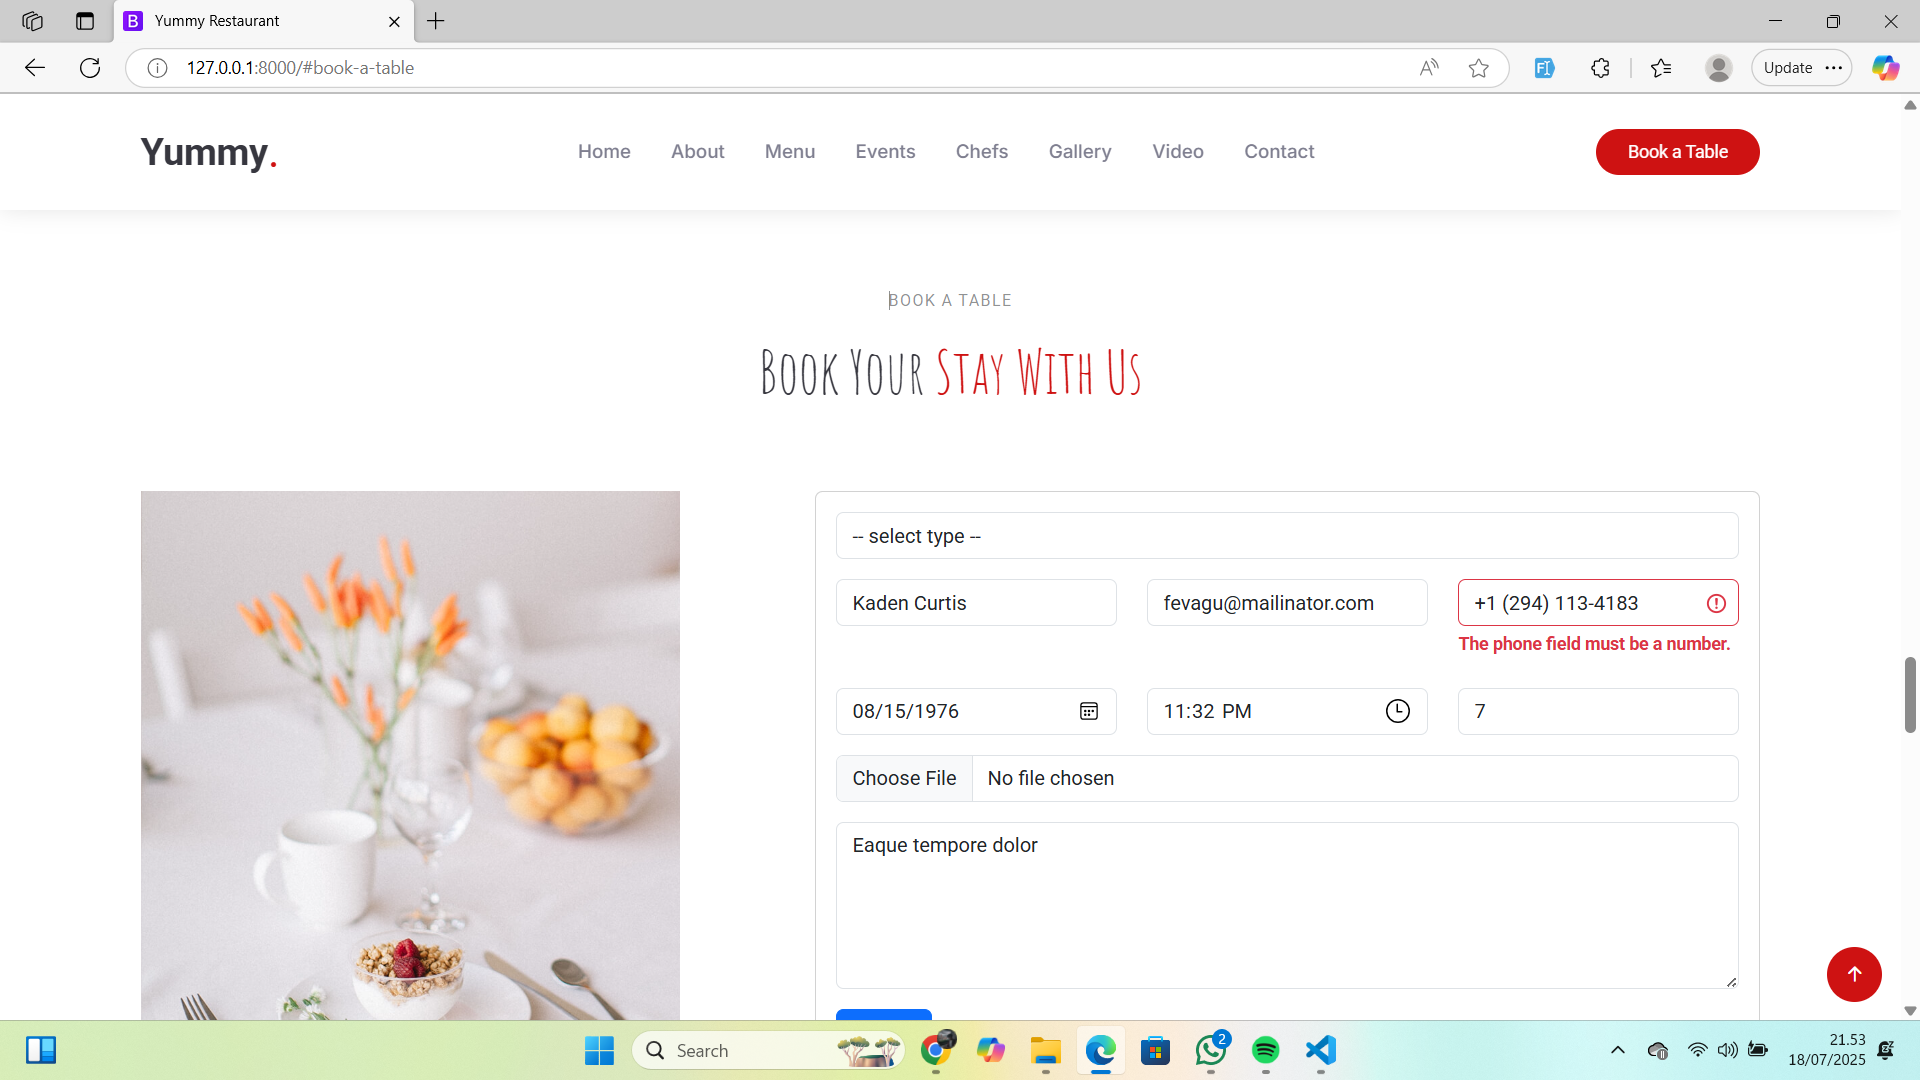 Yummy Restaurant
127.0.0.1:8000/#book-a-table
Update
Yummy.
Home About Menu Events Chefs Gallery Video Contact
Book a Table
BOOK A TABLE
Book Your Stay With Us
-- select type --
Kaden Curtis
fevagu@mailinator.com
+1 (294) 113-4183
The phone field must be a number.
08/15/1976
11:32 PM
7
Choose File No file chosen
Eaque tempore dolor
Search
2
21.53
18/07/2025